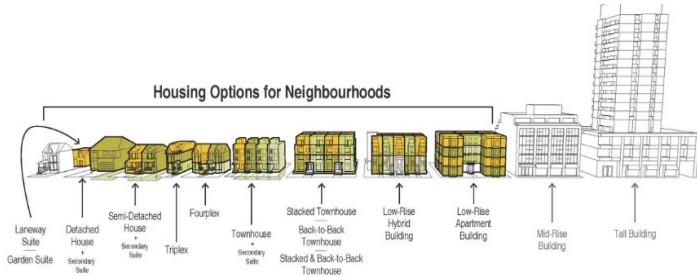 Housing Options for Neighbourhoods
Laneway
Suite
Garden Suite
Detached
House
+
Secondary
Suite
Semi-Detached
House
+ Secondary
Suite
Triplex
Fourplex
Townhouse
+ Secondary
Suite
Stacked Townhouse
Back-to-Back
Townhouse
Stacked & Back-to-Back
Townhouse
Low-Rise
Hybrid
Building
Low-Rise
Apartment
Building
Mid-Rise
Building
Tall Building